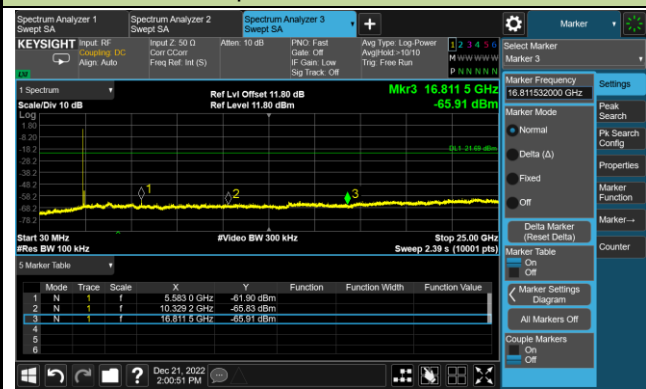 Spectrum Analyzer 1
Swept SA
Spectrum Analyzer 2
Swept SA
Spectrum Analyzer 3
Swept SA
Marker
KEYSIGHT
Input: RF
Coupling: DC
Align: Auto
Input Z: 50 Ω
Corr CCorr
Freq Ref: Int (S)
Atten: 10 dB
PNO: Fast
Gate: Off
IF Gain: Low
Sig Track: Off
Avg Type: Log-Power
Avg|Hold:>10/10
Trig: Free Run
1 2 3 4 5 6
M W W W W W
P N N N N N
Select Marker
Marker 3
1 Spectrum
Scale/Div 10 dB
Ref Lvl Offset 11.80 dB
Ref Level 11.80 dBm
Mkr3 16.811 5 GHz
-65.91 dBm
Log
1.80
-8.20
-18.2
-28.2
-38.2
-48.2
-58.2
-68.2
-78.2
1
2
3
Start 30 MHz
#Res BW 100 kHz
#Video BW 300 kHz
Stop 25.00 GHz
Sweep 2.39 s (10001 pts)
5 Marker Table
Mode Trace Scale X Y Function Function Width Function Value
1 N 1 f 5.583 0 GHz -61.90 dBm
2 N 1 f 10.329 2 GHz -65.83 dBm
3 N 1 f 16.811 5 GHz -65.91 dBm
4
5
6
Marker Frequency
16.811532000 GHz
Marker Mode
Normal
Delta (Δ)
Fixed
Off
Delta Marker
(Reset Delta)
Marker Table
On
Off
Marker Settings
Diagram
All Markers Off
Couple Markers
On
Off
Settings
Peak
Search
Pk Search
Config
Properties
Marker
Function
Marker→
Counter
?
Dec 21, 2022
2:00:51 PM